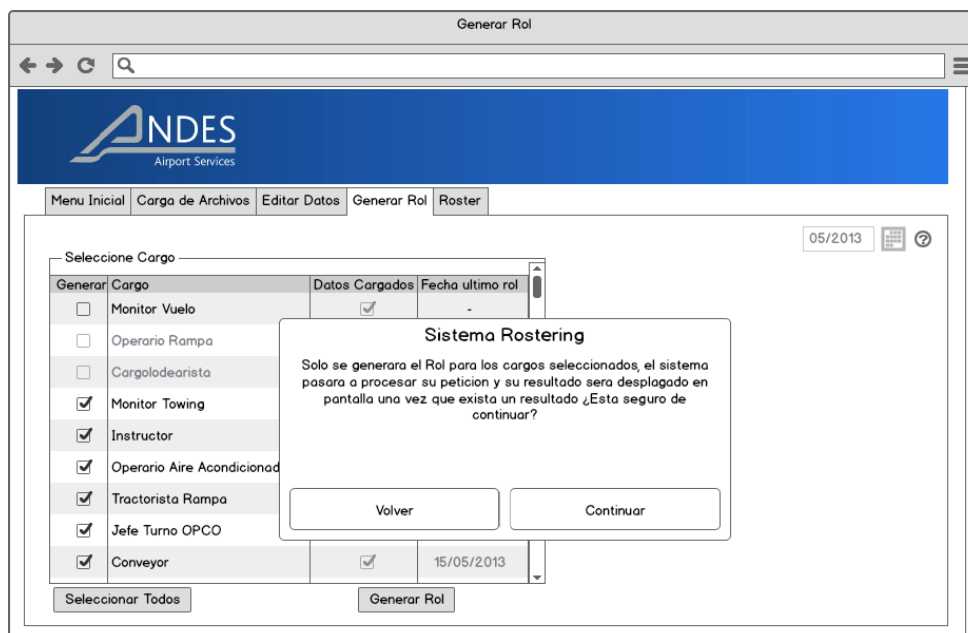 Generar Rol
ANDES
Airport Services
Menu Inicial Carga de Archivos Editar Datos Generar Rol Roster
05/2013
Seleccione Cargo
Generar Cargo Datos Cargados Fecha ultimo rol
Monitor Vuelo -
Operario Rampa
Cargolodearista
Monitor Towing
Instructor
Operario Aire Acondicionad
Tractorista Rampa
Jefe Turno OPCO
Conveyor 15/05/2013
Sistema Rostering
Solo se generara el Rol para los cargos seleccionados, el sistema
pasara a procesar su peticion y su resultado sera desplagado en
pantalla una vez que exista un resultado ¿Esta seguro de
continuar?
Volver Continuar
Seleccionar Todos Generar Rol